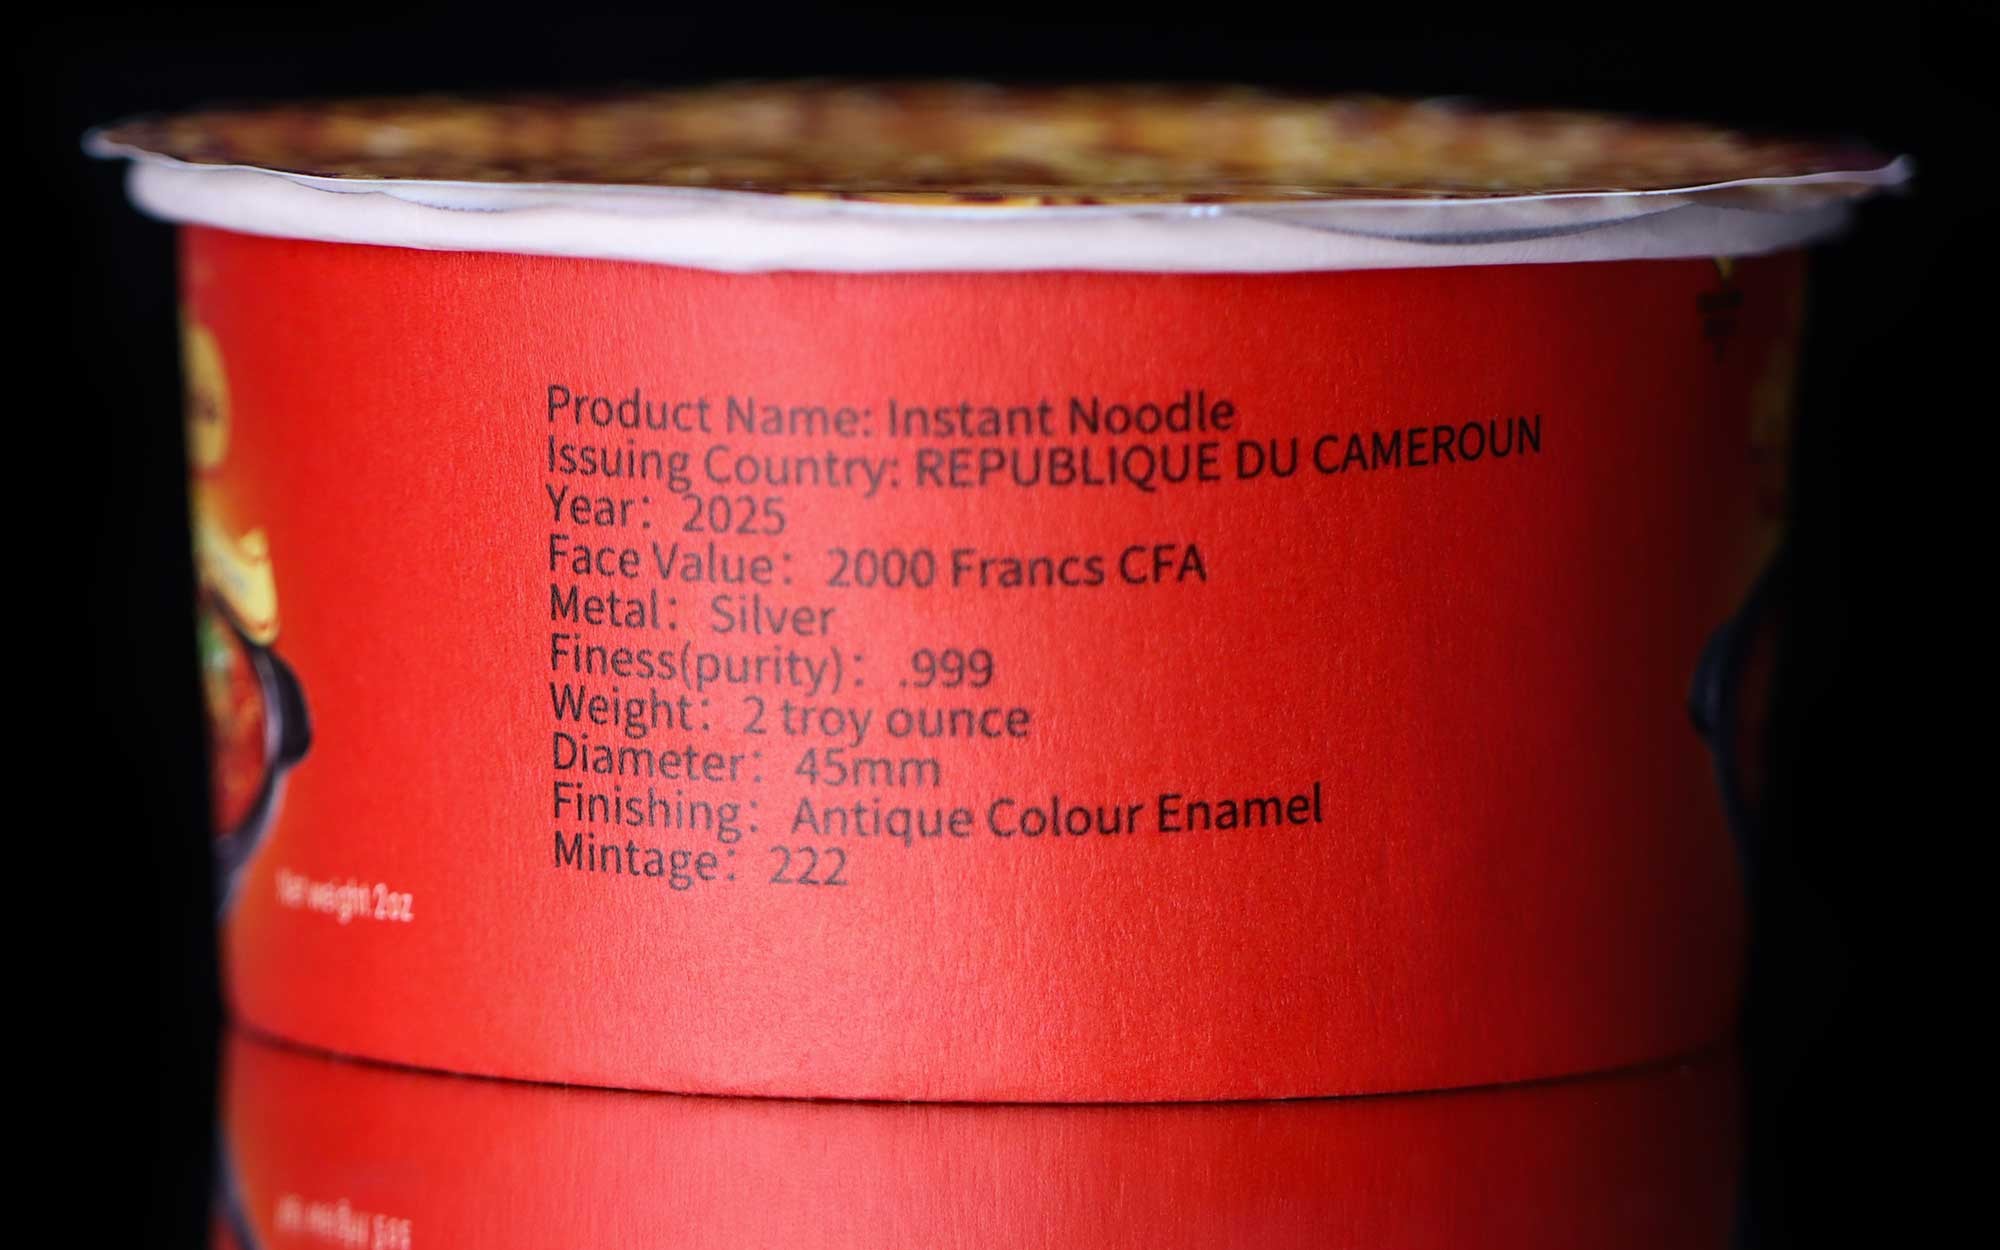 Product Name: Instant Noodle
Issuing Country: REPUBLIQUE DU CAMEROUN
Year: 2025
Face Value: 2000 Francs CFA
Metal: Silver
Finess(purity): .999
Weight: 2 troy ounce
Diameter: 45mm
Finishing: Antique Colour Enamel
Mintage: 222
weight 2oz